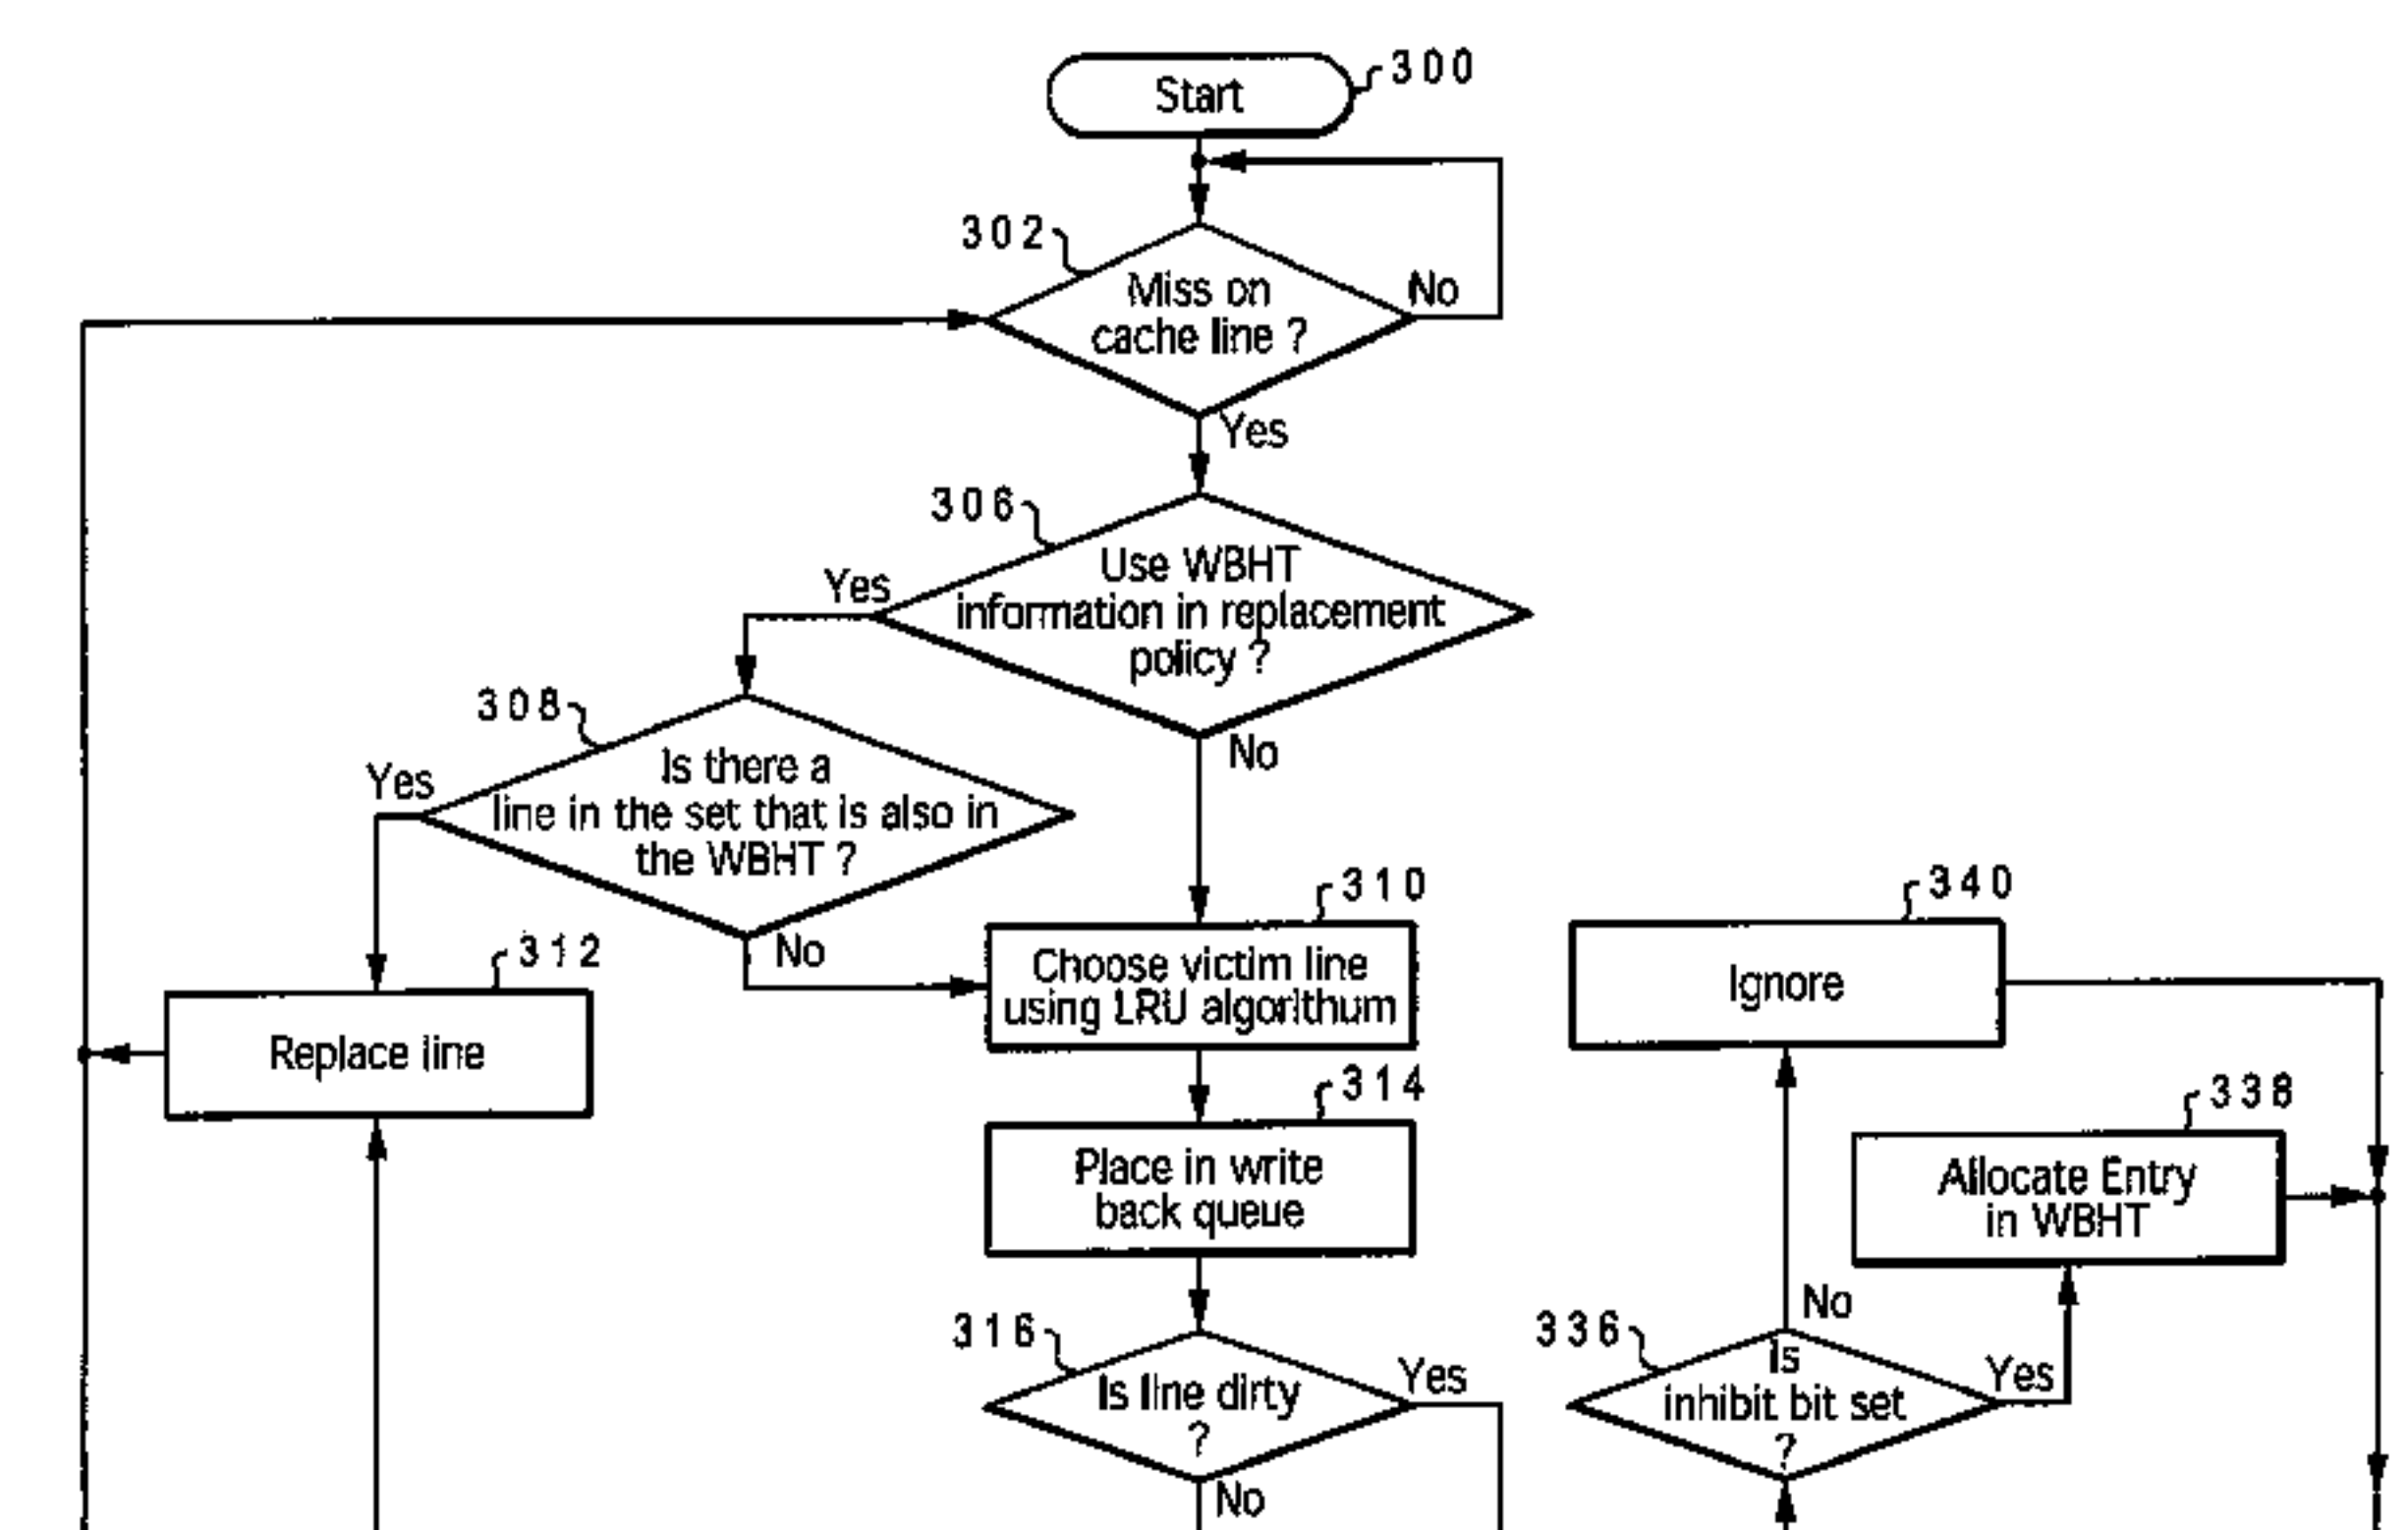 Start
300
302
Miss on
cache line ?
No
Yes
306
Use WBHT
information in replacement
policy ?
Yes
No
308
Is there a
line in the set that is also in
the WBHT ?
Yes
No
310
Choose victim line
using LRU algorithum
312
Replace line
314
Place in write
back queue
316
Is line dirty
?
Yes
No
340
Ignore
338
Allocate Entry
in WBHT
No
336
Is
inhibit bit set
?
Yes